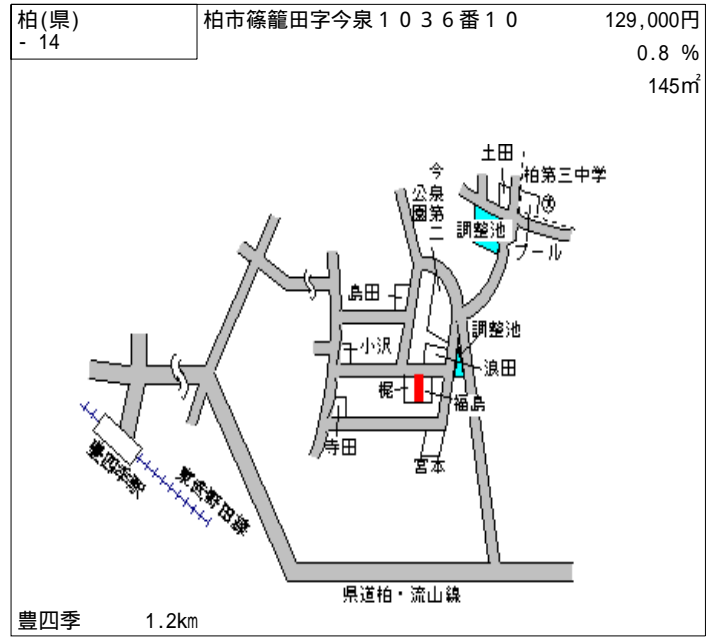 柏(県)
- 14
柏市篠籠田字今泉１０３６番１０
129,000円
0.8 %
145㎡
土田
柏第三中学
今泉
公園第二
調整池
プール
島田
調整池
小沢
浪田
梶
福島
寺田
宮本
豊四季駅
東武野田線
県道柏・流山線
豊四季 1.2km